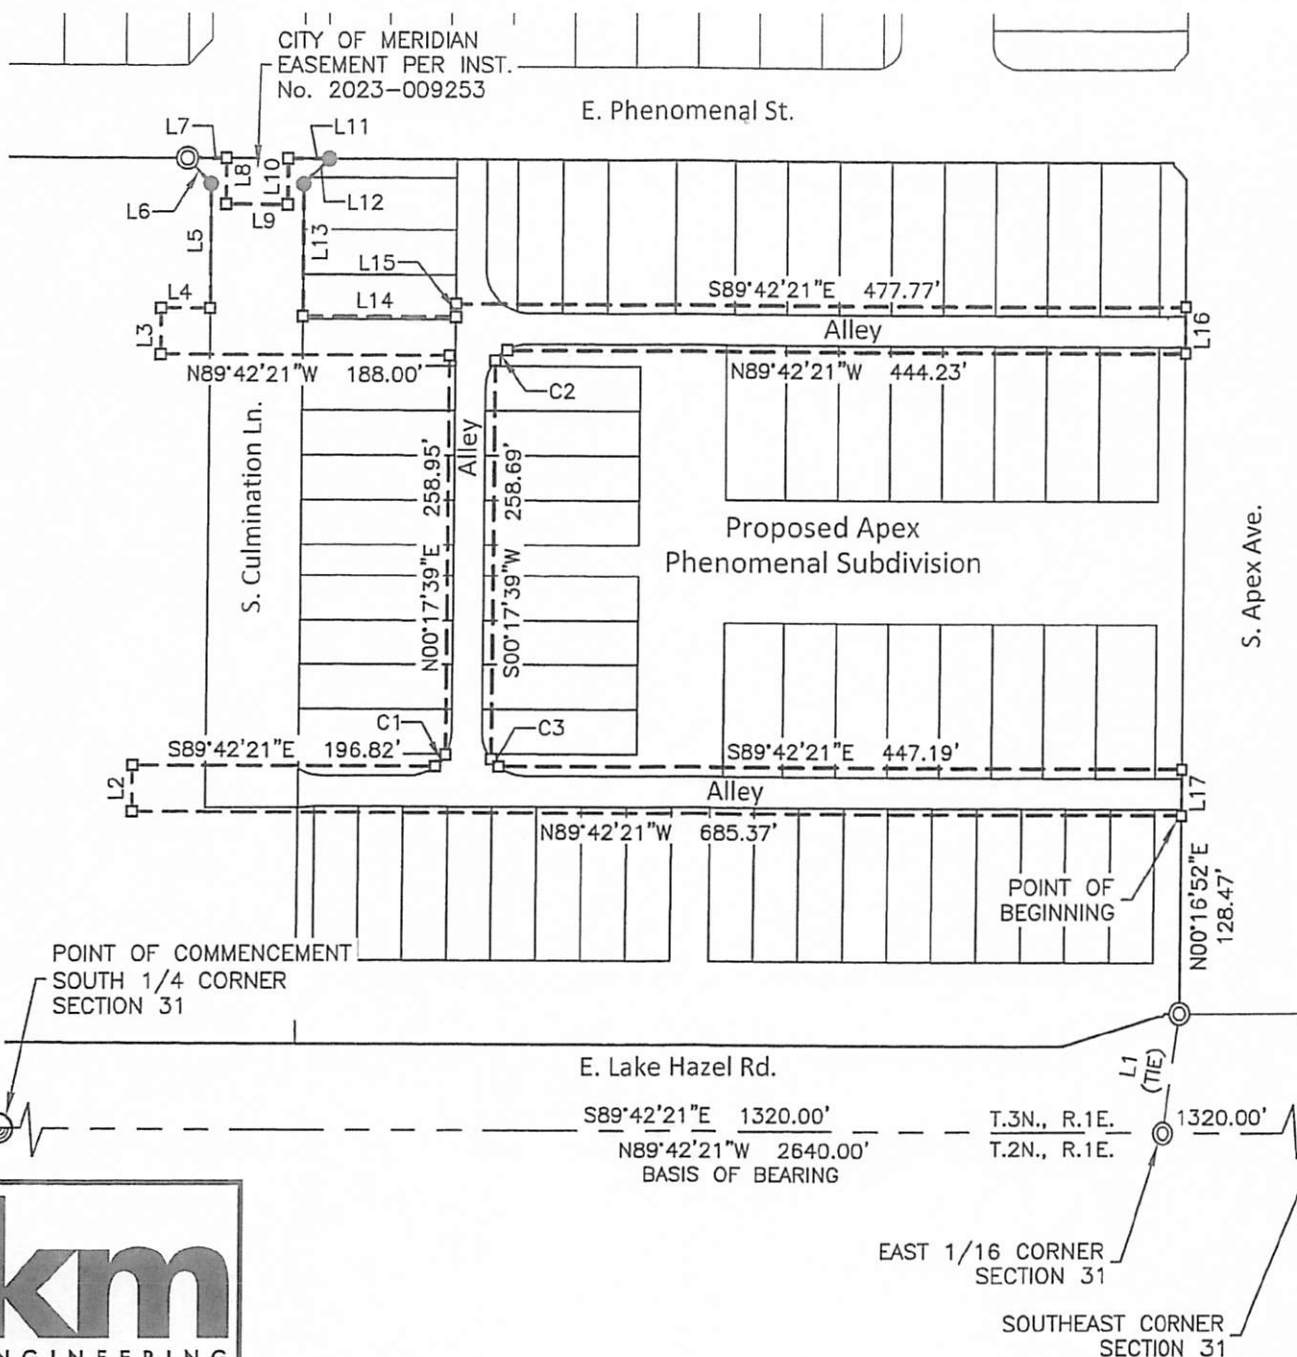 CITY OF MERIDIAN
EASEMENT PER INST.
No. 2023-009253
E. Phenomenal St.
L7
L11
L8
L10
L6
L12
L9
L5
L13
L15
L4
L14
S89°42'21"E 477.77'
L3
Alley
L16
N89°42'21"W 188.00'
N89°42'21"W 444.23'
C2
S. Culmination Ln.
Alley
N00°17'39"E 258.95'
S00°17'39"W 258.69'
Proposed Apex
Phenomenal Subdivision
S. Apex Ave.
C1
C3
S89°42'21"E 196.82'
S89°42'21"E 447.19'
L2
Alley
L17
N89°42'21"W 685.37'
POINT OF
BEGINNING
N00°16'52"E
128.47'
POINT OF COMMENCEMENT
SOUTH 1/4 CORNER
SECTION 31
L1
(TIE)
E. Lake Hazel Rd.
S89°42'21"E 1320.00'
T.3N., R.1E.
1320.00'
N89°42'21"W 2640.00'
T.2N., R.1E.
BASIS OF BEARING
km
NGINEERING
EAST 1/16 CORNER
SECTION 31
SOUTHEAST CORNER
SECTION 31